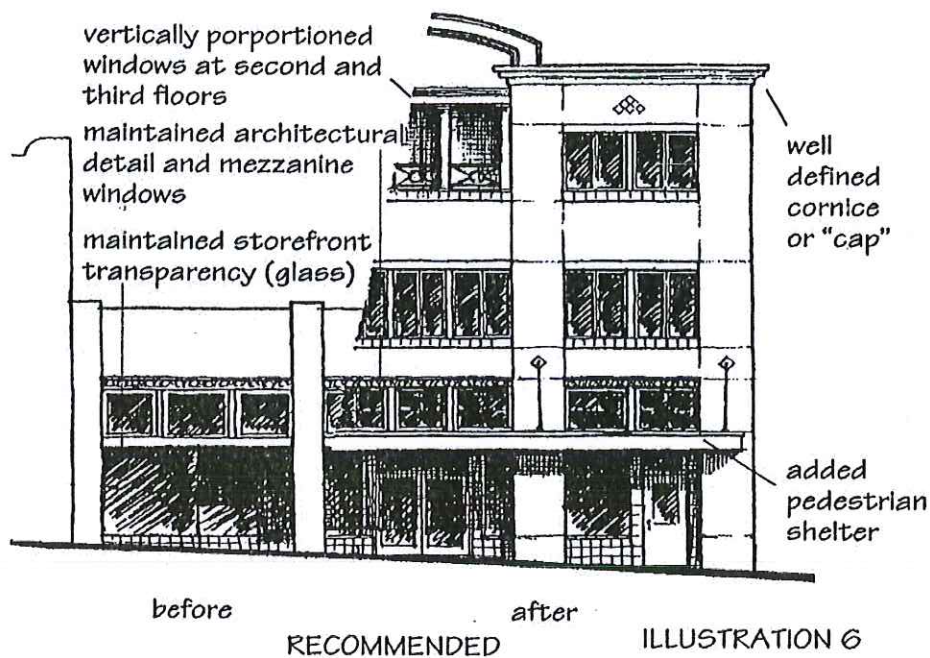 vertically porportioned
windows at second and
third floors
maintained architectural
detail and mezzanine
windows
maintained storefront
transparency (glass)
well
defined
cornice
or "cap"
added
pedestrian
shelter
before
after
RECOMMENDED
ILLUSTRATION 6